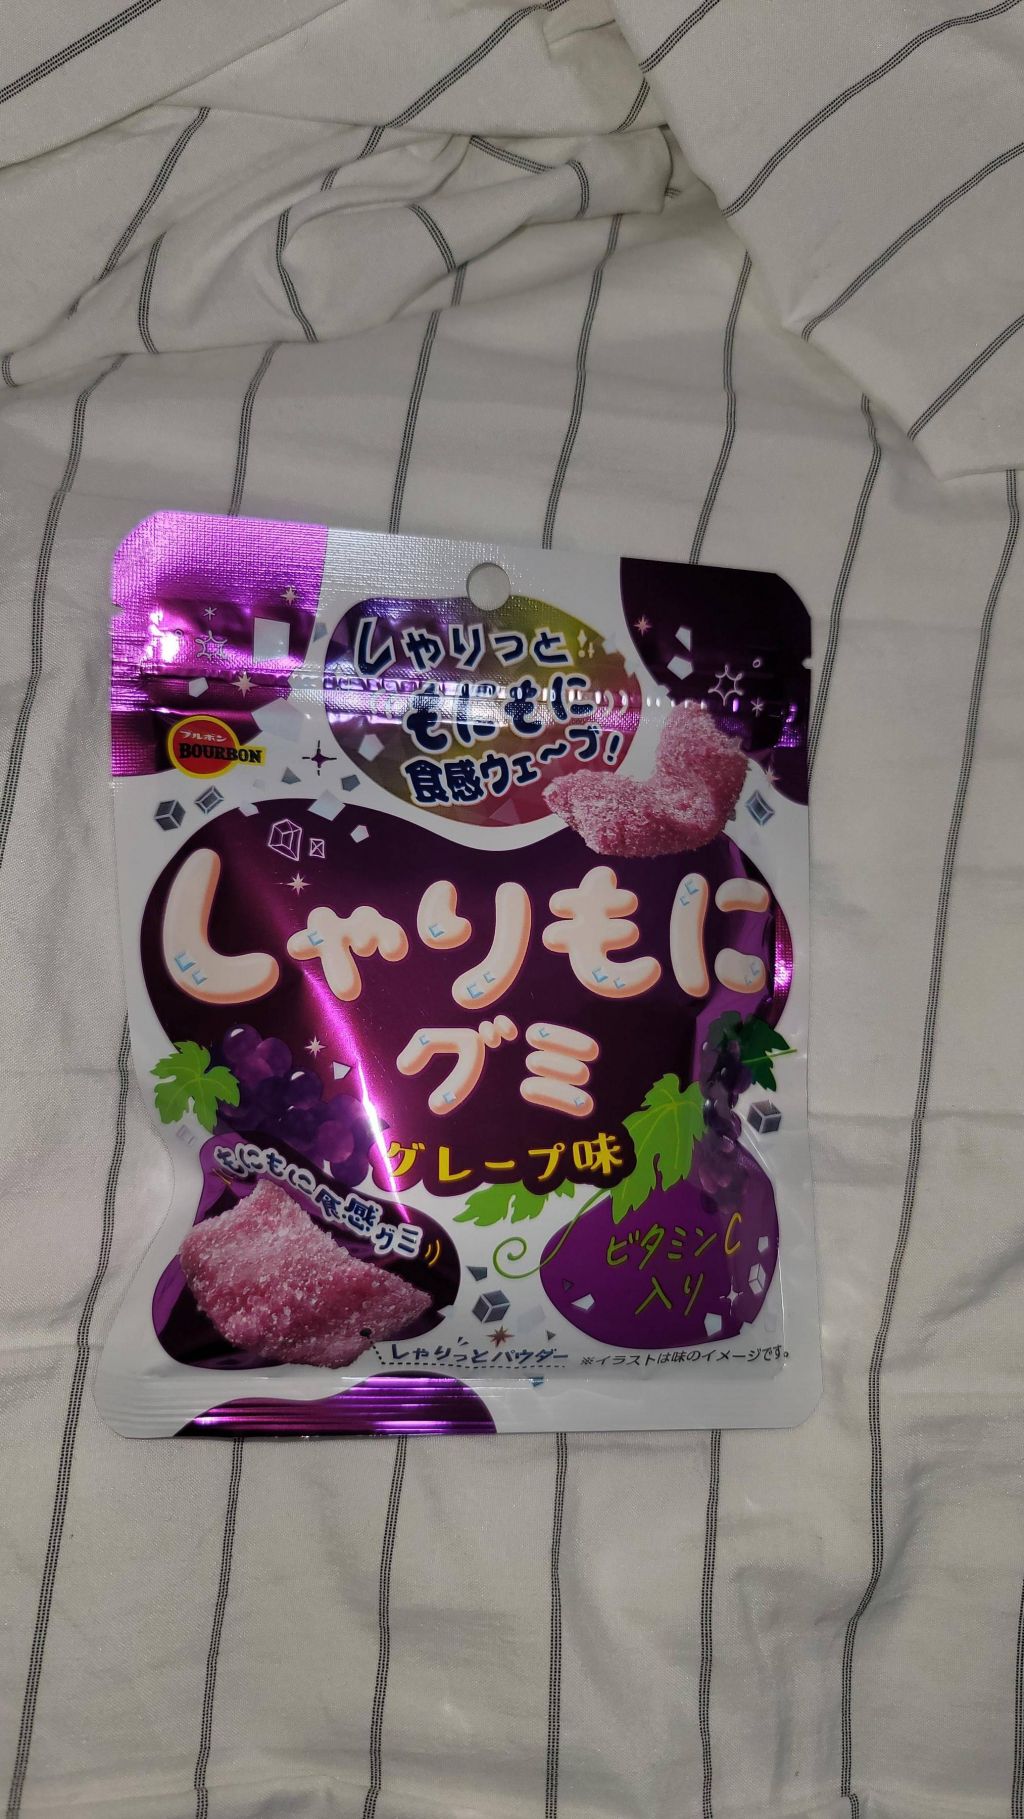 しゃりっと
もにもに
食感ウェ〜ブ!
ブルボン
BOURBON
しゃりもに
グミ
グレープ味
もにもに食感グミ
ビタミンC
入り
しゃりっとパウダー
※イラストは味のイメージです。